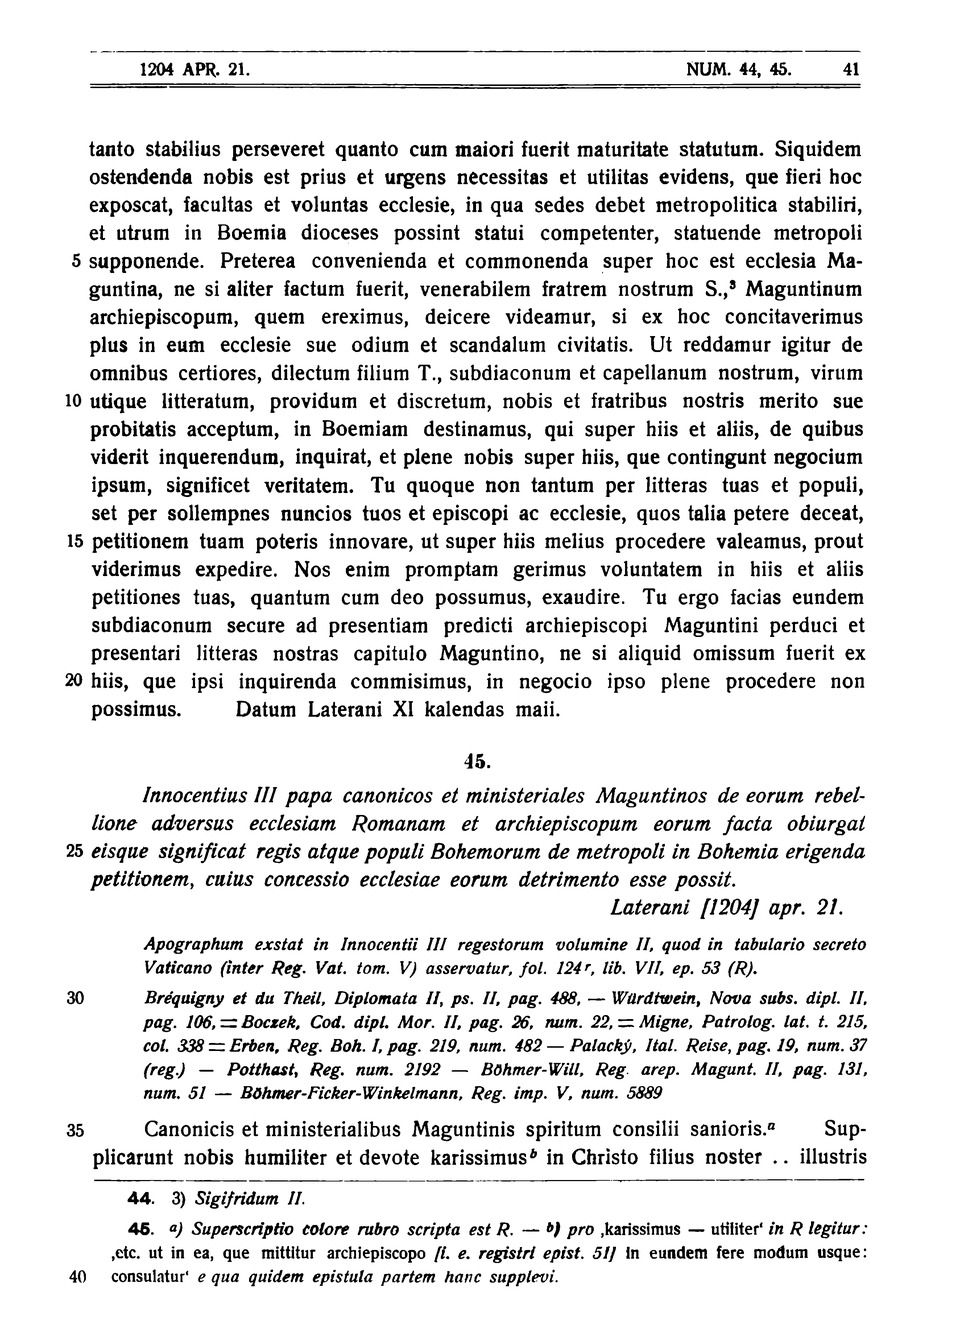 1204 APR. 21. NUM. 44, 45. 41
tanto stabilius perseveret quanto cum maiori fuerit maturitate statutum. Siquidem
ostendenda nobis est prius et urgens necessitas et utilitas evidens, que fieri hoc
exposcat, facultas et voluntas ecclesie, in qua sedes debet metropolitica stabiliri,
et utrum in Boemia dioceses possint statui competenter, statuende metropoli
5 supponende. Preterea convenienda et commonenda super hoc est ecclesia Ma-
guntina, ne si aliter factum fuerit, venerabilem fratrem nostrum S.,³ Maguntinum
archiepiscopum, quem ereximus, deicere videamur, si ex hoc concitaverimus
plus in eum ecclesie sue odium et scandalum civitatis. Ut reddamur igitur de
omnibus certiores, dilectum filium T., subdiaconum et capellanum nostrum, virum
10 utique litteratum, providum et discretum, nobis et fratribus nostris merito sue
probitatis acceptum, in Boemiam destinamus, qui super hiis et aliis, de quibus
viderit inquerendum, inquirat, et plene nobis super hiis, que contingunt negocium
ipsum, significet veritatem. Tu quoque non tantum per litteras tuas et populi,
set per sollempnes nuncios tuos et episcopi ac ecclesie, quos talia petere deceat,
15 petitionem tuam poteris innovare, ut super hiis melius procedere valeamus, prout
viderimus expedire. Nos enim promptam gerimus voluntatem in hiis et aliis
petitiones tuas, quantum cum deo possumus, exaudire. Tu ergo facias eundem
subdiaconum secure ad presentiam predicti archiepiscopi Maguntini perduci et
presentari litteras nostras capitulo Maguntino, ne si aliquid omissum fuerit ex
20 hiis, que ipsi inquirenda commisimus, in negocio ipso plene procedere non
possimus. Datum Laterani XI kalendas maii.
45.
Innocentius III papa canonicos et ministeriales Maguntinos de eorum rebel-
lione adversus ecclesiam Romanam et archiepiscopum eorum facta obiurgat
25 eisque significat regis atque populi Bohemorum de metropoli in Bohemia erigenda
petitionem, cuius concessio ecclesiae eorum detrimento esse possit.
Laterani [1204] apr. 21.
Apographum exstat in Innocentii III regestorum volumine II, quod in tabulario secreto
Vaticano (inter Reg. Vat. tom. V) asservatur, fol. 124ʳ, lib. VII, ep. 53 (R).
30 Bréquigny et du Theil, Diplomata II, ps. II, pag. 488, — Würdtwein, Nova subs. dipl. II,
pag. 106, = Boczek, Cod. dipl. Mor. II, pag. 26, num. 22, = Migne, Patrolog. lat. t. 215,
col. 338 = Erben, Reg. Boh. I, pag. 219, num. 482 — Palacký, Ital. Reise, pag. 19, num. 37
(reg.) — Potthast, Reg. num. 2192 — Böhmer-Will, Reg. arep. Magunt. II, pag. 131,
num. 51 — Böhmer-Ficker-Winkelmann, Reg. imp. V, num. 5889
35 Canonicis et ministerialibus Maguntinis spiritum consilii sanioris.ᵃ Sup-
plicarunt nobis humiliter et devote karissimusᵇ in Christo filius noster .. illustris
44. 3) Sigifridum II.
45. a) Superscriptio colore rubro scripta est R. — b) pro ‚karissimus — utiliter‘ in R legitur:
‚etc. ut in ea, que mittitur archiepiscopo [i. e. registri epist. 51] in eundem fere modum usque:
40 consulatur‘ e qua quidem epistula partem hanc supplevi.